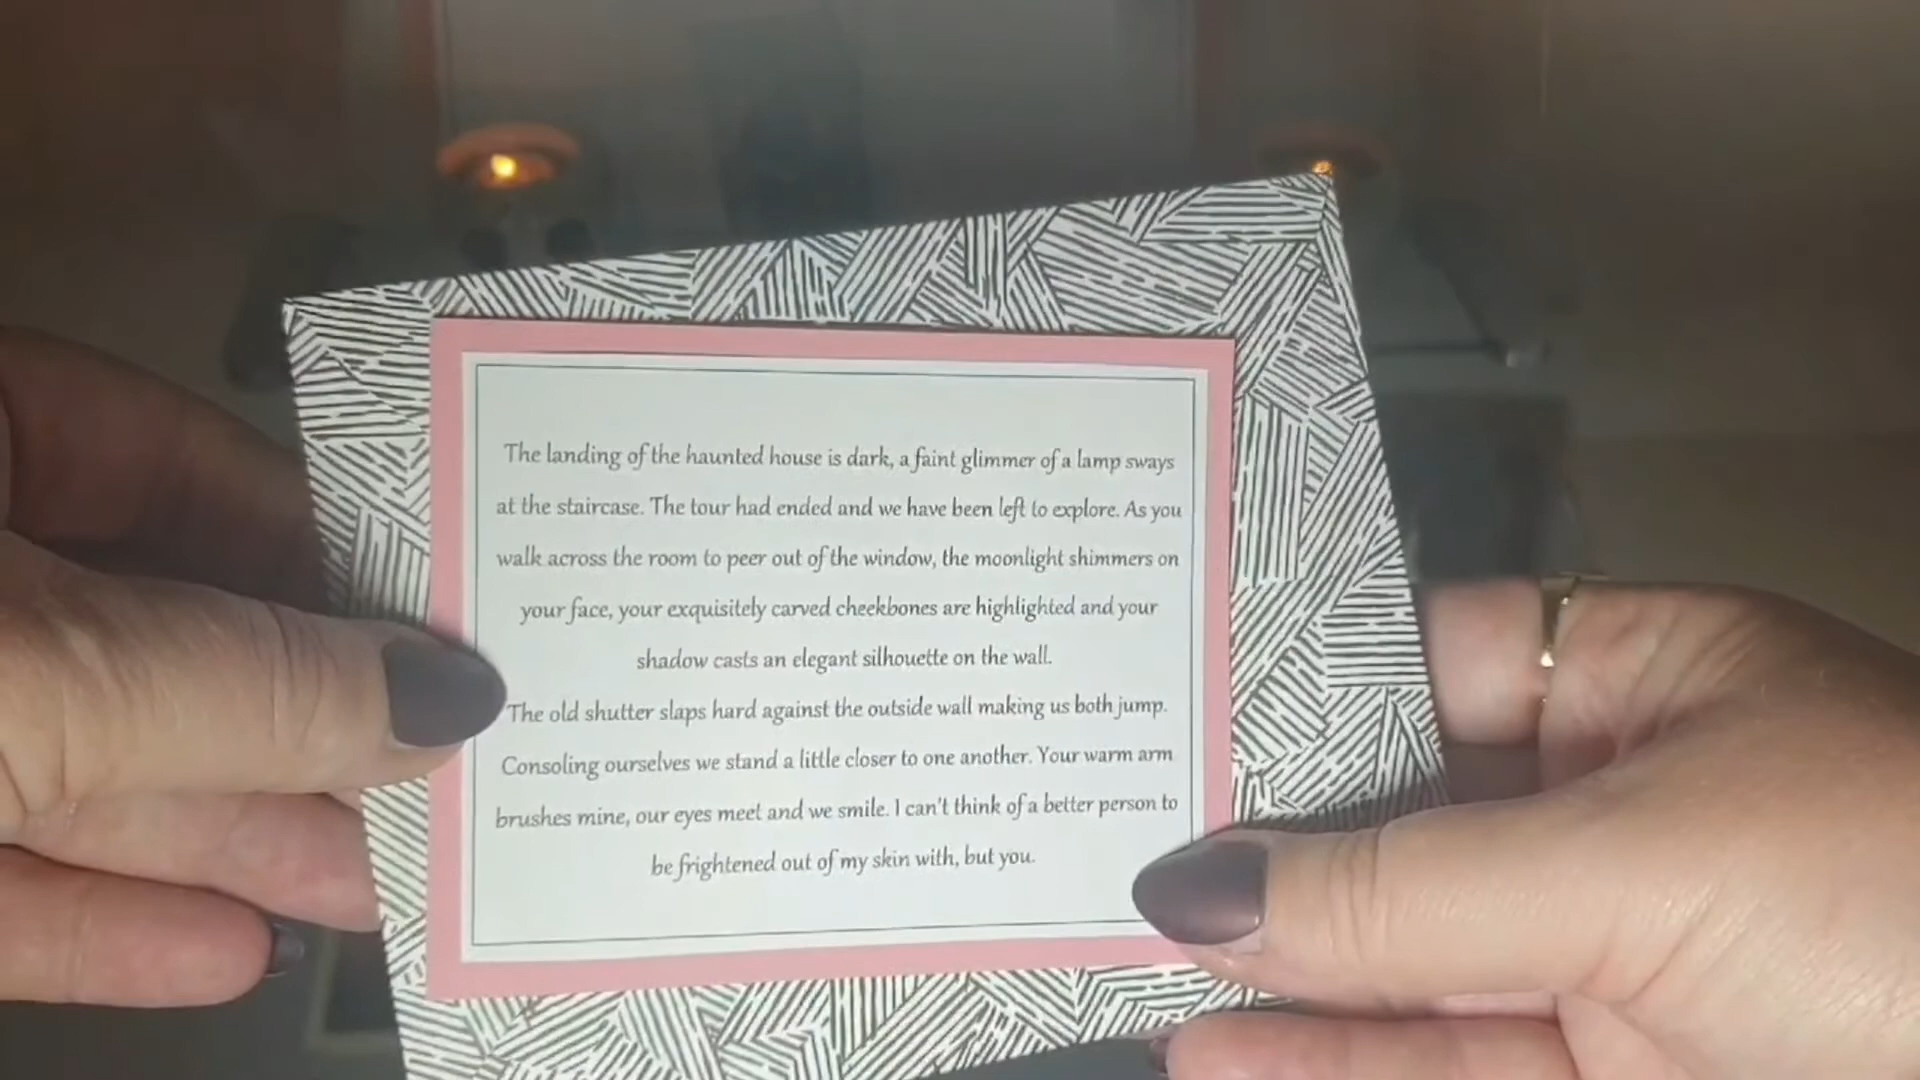 The landing of the haunted house is dark, a faint glimmer of a lamp sways
at the staircase. The tour had ended and we have been left to explore. As you
walk across the room to peer out of the window, the moonlight shimmers on
your face, your exquisitely carved cheekbones are highlighted and your
shadow casts an elegant silhouette on the wall.
The old shutter slaps hard against the outside wall making us both jump.
Consoling ourselves we stand a little closer to one another. Your warm arm
brushes mine, our eyes meet and we smile. I can't think of a better person to
be frightened out of my skin with, but you.